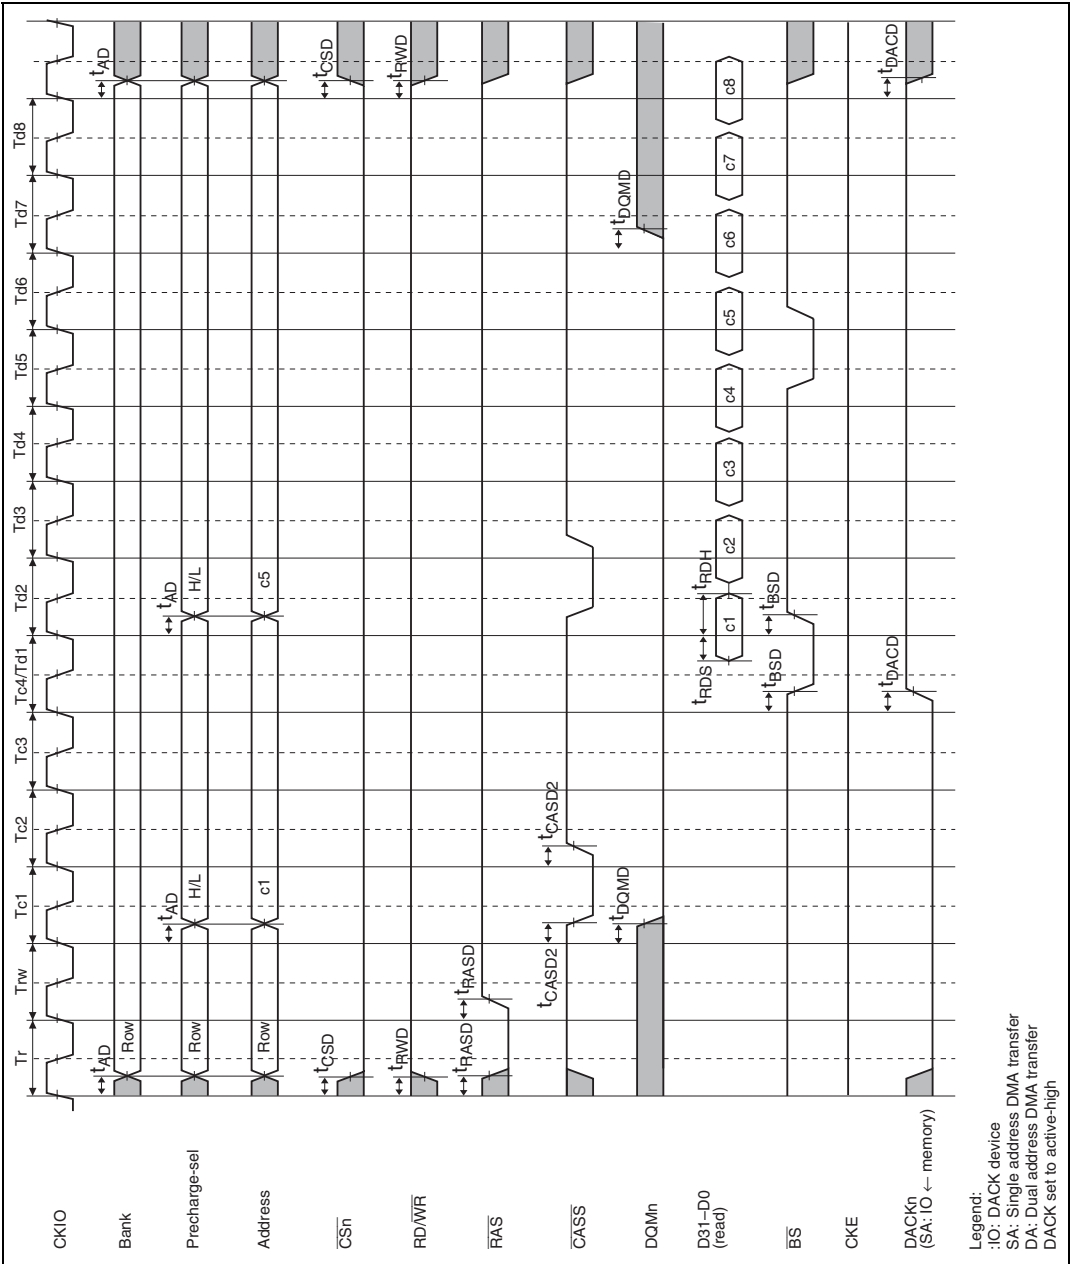 Tr
Trw
Tc1
Tc2
Tc3
Tc4/Td1
Td2
Td3
Td4
Td5
Td6
Td7
Td8
CKIO
Bank
tAD
Row
tAD
Precharge-sel
Row
tAD
H/L
tAD
H/L
Address
Row
c1
c5
CSn
tCSD
tCSD
RD/WR
tRWD
tRWD
RAS
tRASD
tRASD
CASS
tCASD2
tCASD2
DQMn
tDQMD
tDQMD
D31–D0
(read)
tRDS
tRDH
c1
c2
c3
c4
c5
c6
c7
c8
BS
tBSD
tBSD
CKE
DACKn
(SA: IO ← memory)
tDACD
tDACD
Legend:
:IO: DACK device
SA: Single address DMA transfer
DA: Dual address DMA transfer
DACK set to active-high